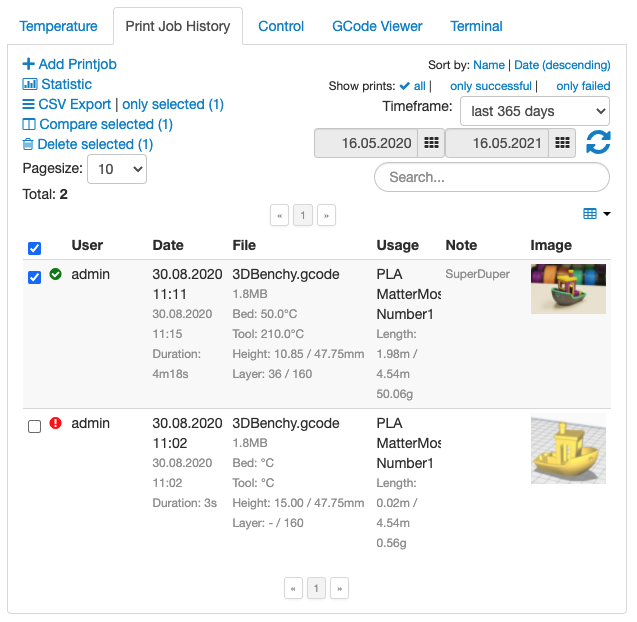 Temperature
Print Job History
Control
GCode Viewer
Terminal
Add Printjob
Statistic
CSV Export | only selected (1)
Compare selected (1)
Delete selected (1)
Pagesize: 10
Total: 2
Sort by: Name | Date (descending)
Show prints: all | only successful | only failed
Timeframe: last 365 days
16.05.2020 16.05.2021
Search...
« 1 »
User Date File Usage Note Image
admin
30.08.2020
11:11
30.08.2020
11:15
Duration:
4m18s
3DBenchy.gcode
1.8MB
Bed: 50.0°C
Tool: 210.0°C
Height: 10.85 / 47.75mm
Layer: 36 / 160
PLA
MatterMos
Number1
Length:
1.98m /
4.54m
50.06g
SuperDuper
admin
30.08.2020
11:02
30.08.2020
11:02
Duration: 3s
3DBenchy.gcode
1.8MB
Bed: °C
Tool: °C
Height: 15.00 / 47.75mm
Layer: - / 160
PLA
MatterMos
Number1
Length:
0.02m /
4.54m
0.56g
« 1 »